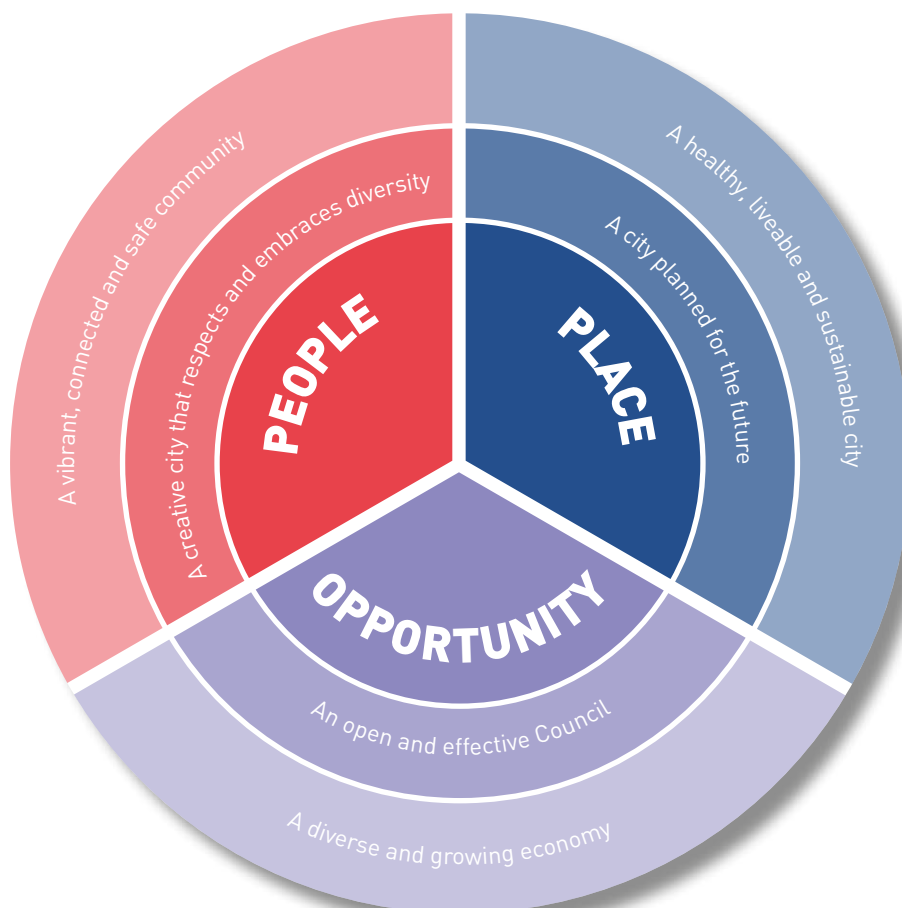 A vibrant, connected and safe community
A creative city that respects and embraces diversity
PEOPLE
A healthy, liveable and sustainable city
A city planned for the future
PLACE
OPPORTUNITY
An open and effective Council
A diverse and growing economy